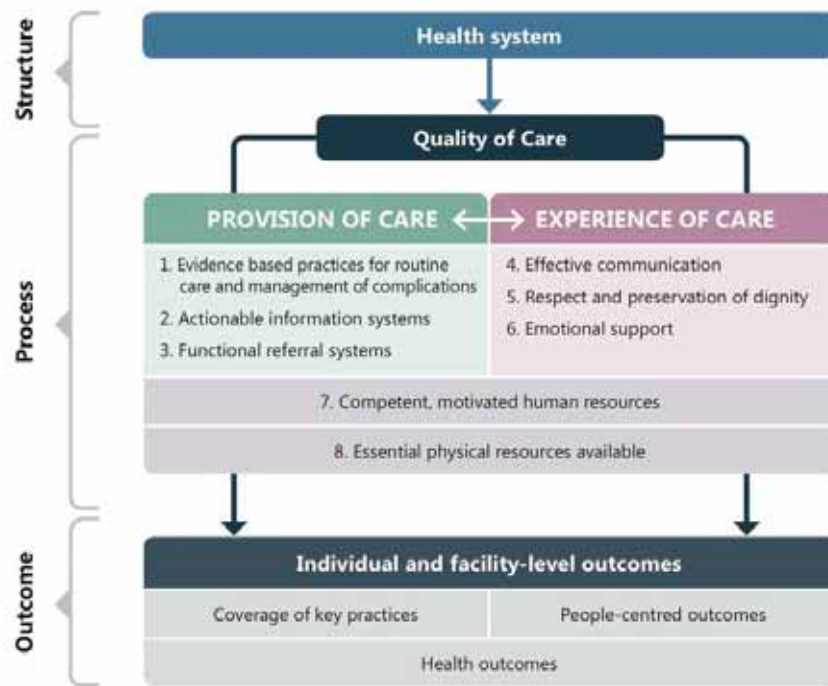 Structure
Health system
Process
Quality of Care
PROVISION OF CARE
EXPERIENCE OF CARE
1. Evidence based practices for routine
care and management of complications
2. Actionable information systems
3. Functional referral systems
4. Effective communication
5. Respect and preservation of dignity
6. Emotional support
7. Competent, motivated human resources
8. Essential physical resources available
Outcome
Individual and facility-level outcomes
Coverage of key practices
People-centred outcomes
Health outcomes